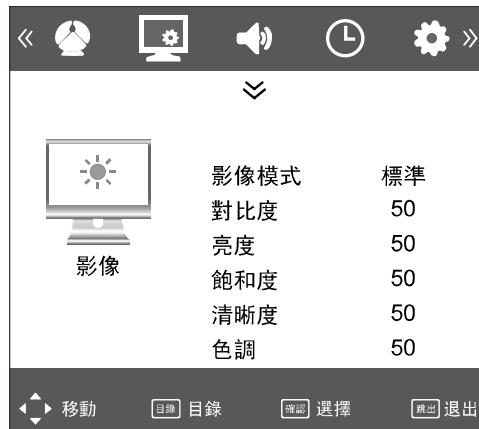 影像模式 標準
對比度 50
亮度 50
影像
飽和度 50
清晰度 50
色調 50
移動 目錄 目錄 確認 選擇 跳出 退出